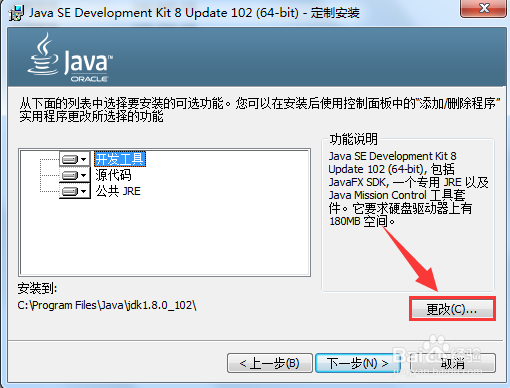 Java SE Development Kit 8 Update 102 (64-bit) - 定制安装
Java™
ORACLE
从下面的列表中选择要安装的可选功能。您可以在安装后使用控制面板中的“添加/删除程序”
实用程序更改所选择的功能
开发工具
源代码
公共 JRE
功能说明
Java SE Development Kit 8
Update 102 (64-bit), 包括
JavaFX SDK, 一个专用 JRE 以及
Java Mission Control 工具套
件。它要求硬盘驱动器上有
180MB 空间。
安装到:
C:\Program Files\Java\jdk1.8.0_102\
更改(C)...
< 上一步(B)
下一步(N) >
取消
Baidu 经验